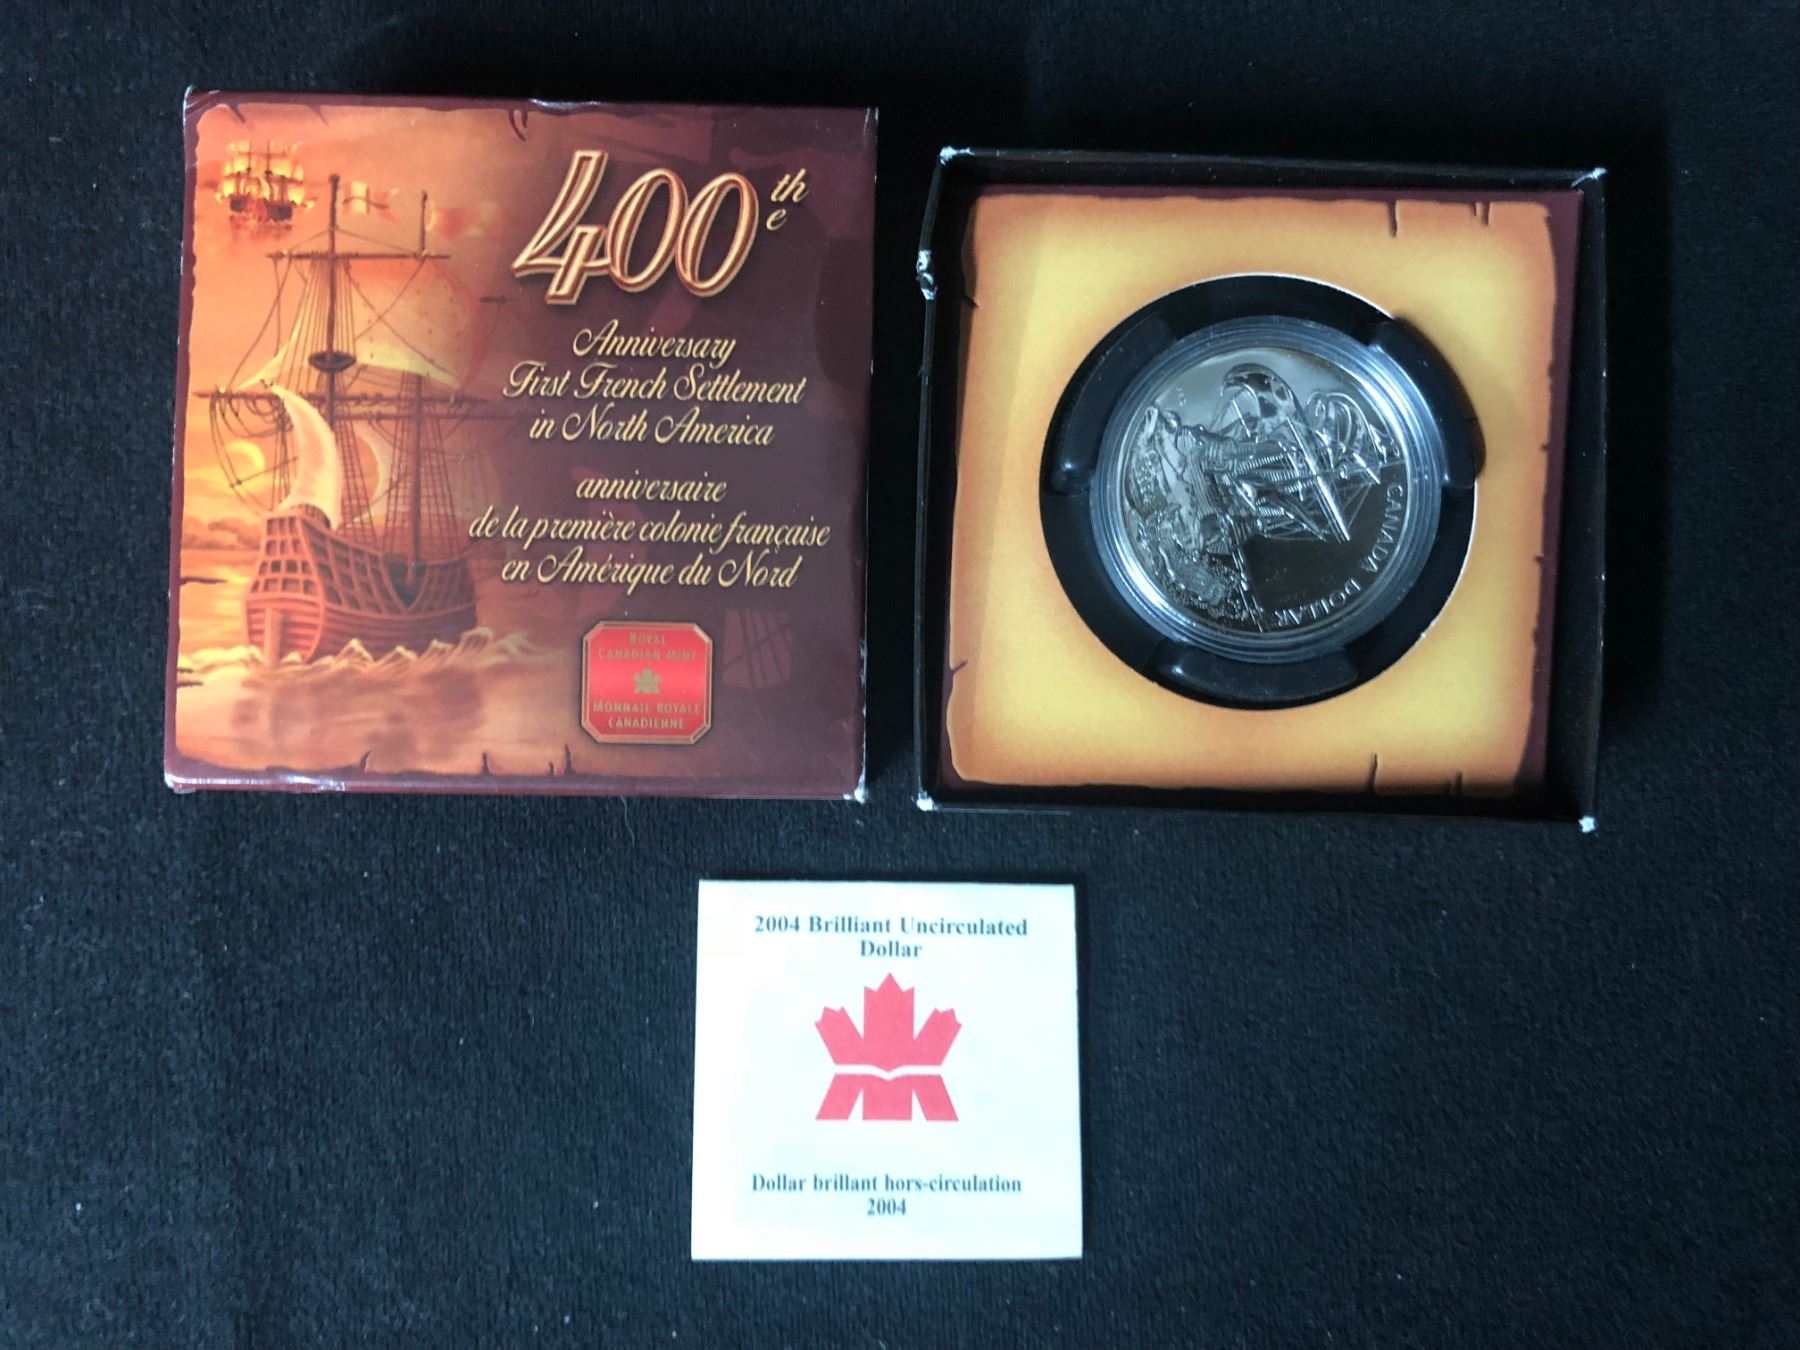 400th
e
Anniversary
First French Settlement
in North America
anniversaire
de la première colonie française
en Amérique du Nord
ROYAL
CANADIAN MINT
MONNAIE ROYALE
CANADIENNE
CANADA DOLLAR
2004 Brilliant Uncirculated
Dollar
Dollar brillant hors-circulation
2004